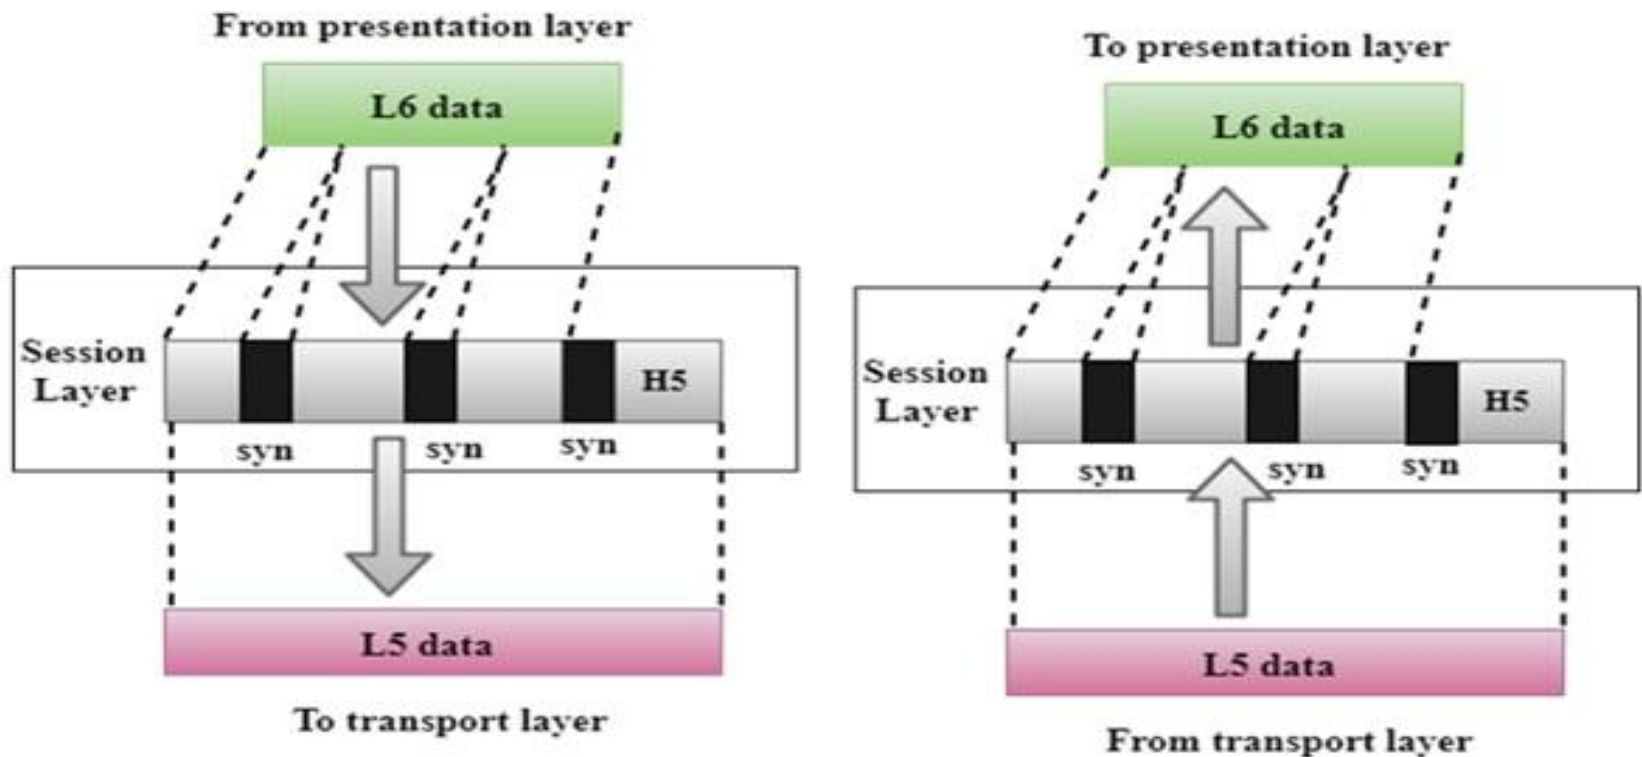 From presentation layer
L6 data
Session
Layer
H5
syn
syn
syn
L5 data
To transport layer
To presentation layer
L6 data
Session
Layer
H5
syn
syn
syn
L5 data
From transport layer